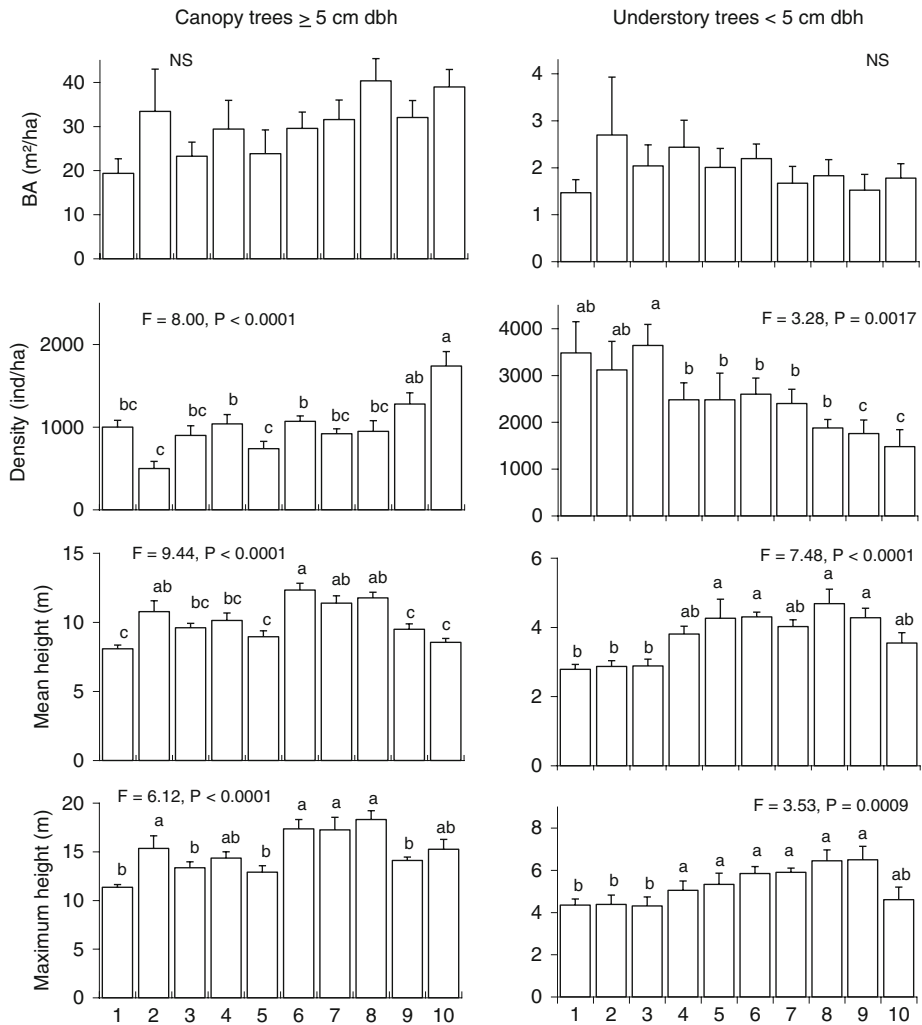 Canopy trees ≥ 5 cm dbh
Understory trees < 5 cm dbh
BA (m²/ha)
40
30
20
10
0
NS
4
3
2
1
0
NS
Density (ind/ha)
2000
1000
0
F = 8.00, P < 0.0001
bc
c
bc
b
c
b
bc
bc
ab
a
4000
3000
2000
1000
0
F = 3.28, P = 0.0017
ab
ab
a
b
b
b
b
b
c
c
Mean height (m)
15
10
5
0
F = 9.44, P < 0.0001
c
ab
bc
bc
c
a
ab
ab
c
c
6
4
2
0
F = 7.48, P < 0.0001
b
b
b
ab
a
a
ab
a
a
ab
Maximum height (m)
20
15
10
5
0
F = 6.12, P < 0.0001
b
a
b
ab
b
a
a
a
b
ab
1 2 3 4 5 6 7 8 9 10
8
6
4
2
0
F = 3.53, P = 0.0009
b
b
b
a
a
a
a
a
a
ab
1 2 3 4 5 6 7 8 9 10